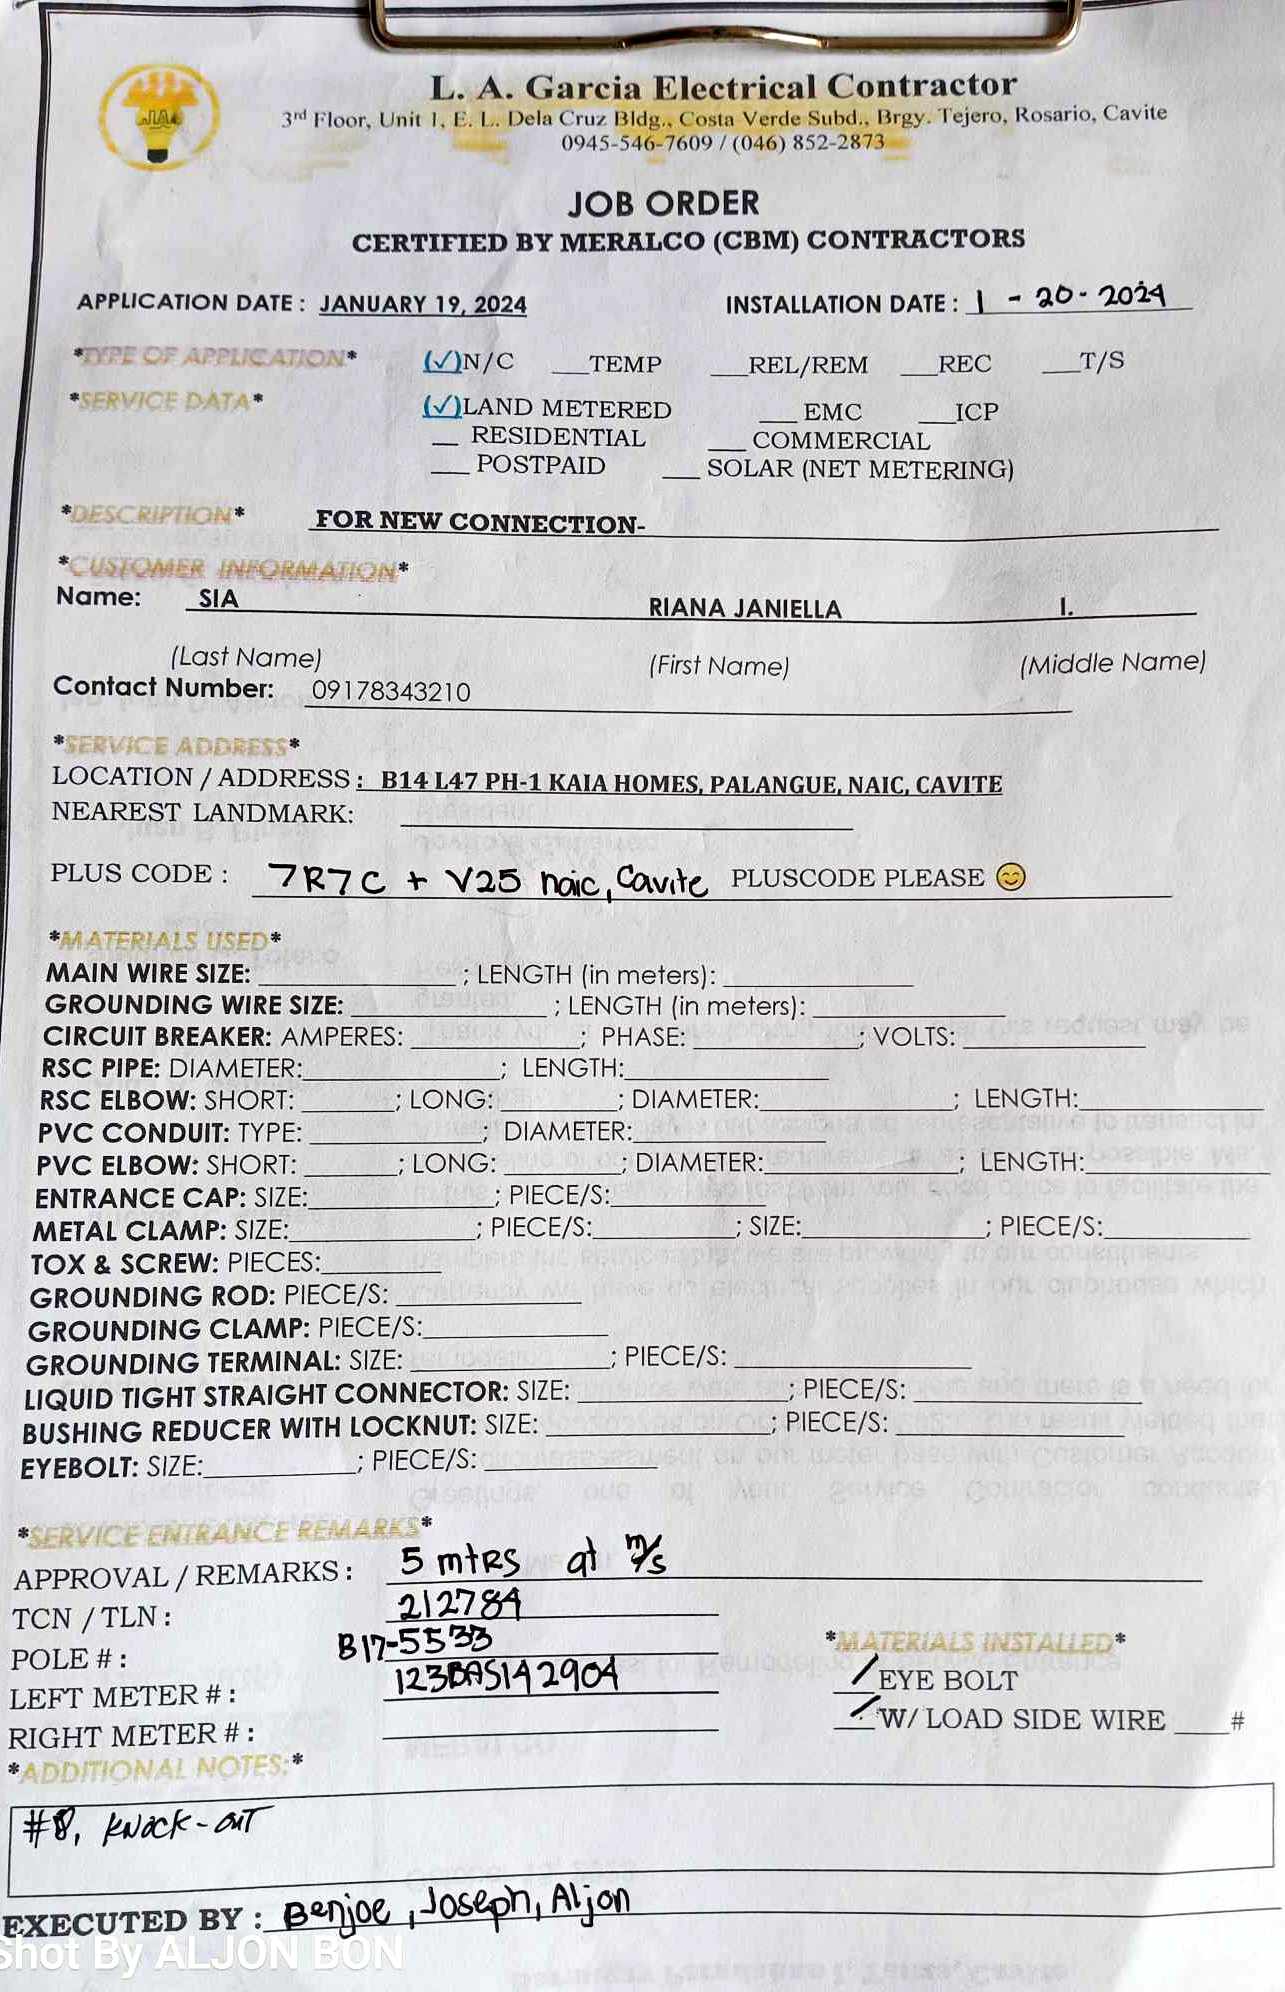 L. A. Garcia Electrical Contractor
3rd Floor, Unit 1, E. L. Dela Cruz Bldg., Costa Verde Subd., Brgy. Tejero, Rosario, Cavite
0945-546-7609 / (046) 852-2873
JOB ORDER
CERTIFIED BY MERALCO (CBM) CONTRACTORS
APPLICATION DATE : JANUARY 19, 2024 INSTALLATION DATE : 1 - 20 - 2024
*TYPE OF APPLICATION* (✓)N/C ___TEMP ___REL/REM ___REC ___T/S
*SERVICE DATA* (✓)LAND METERED ___ EMC ___ICP
__ RESIDENTIAL ___ COMMERCIAL
___ POSTPAID ___ SOLAR (NET METERING)
*DESCRIPTION* FOR NEW CONNECTION-
*CUSTOMER INFORMATION*
Name: SIA RIANA JANIELLA I.
(Last Name) (First Name) (Middle Name)
Contact Number: 09178343210
*SERVICE ADDRESS*
LOCATION / ADDRESS : B14 L47 PH-1 KAIA HOMES, PALANGUE, NAIC, CAVITE
NEAREST LANDMARK: ____
PLUS CODE : 7R7C + V25 naic, Cavite PLUSCODE PLEASE 😊
*MATERIALS USED*
MAIN WIRE SIZE: ____ ; LENGTH (in meters): ____
GROUNDING WIRE SIZE: ____ ; LENGTH (in meters): ____
CIRCUIT BREAKER: AMPERES: ____; PHASE: ____; VOLTS: ____
RSC PIPE: DIAMETER:____; LENGTH:____
RSC ELBOW: SHORT: ____; LONG:____; DIAMETER:____; LENGTH:____
PVC CONDUIT: TYPE: ____; DIAMETER:____
PVC ELBOW: SHORT: ____; LONG: ____; DIAMETER:____; LENGTH:____
ENTRANCE CAP: SIZE:____; PIECE/S:____
METAL CLAMP: SIZE:____; PIECE/S:____; SIZE:____; PIECE/S:____
TOX & SCREW: PIECES:____
GROUNDING ROD: PIECE/S: ____
GROUNDING CLAMP: PIECE/S:____
GROUNDING TERMINAL: SIZE: ____; PIECE/S: ____
LIQUID TIGHT STRAIGHT CONNECTOR: SIZE:____; PIECE/S: ____
BUSHING REDUCER WITH LOCKNUT: SIZE: ____; PIECE/S: ____
EYEBOLT: SIZE:____; PIECE/S: ____
*SERVICE ENTRANCE REMARKS*
APPROVAL / REMARKS : 5 mtRS at m/s
TCN / TLN : 212784
POLE # : B17-5533
LEFT METER # : 123BAS142904
RIGHT METER # : ____
*MATERIALS INSTALLED*
/ EYE BOLT
/ W/ LOAD SIDE WIRE ____#
*ADDITIONAL NOTES:*
#8, KNOCK-OUT
EXECUTED BY : Benjoe, Joseph, Aljon
Shot By ALJON BON